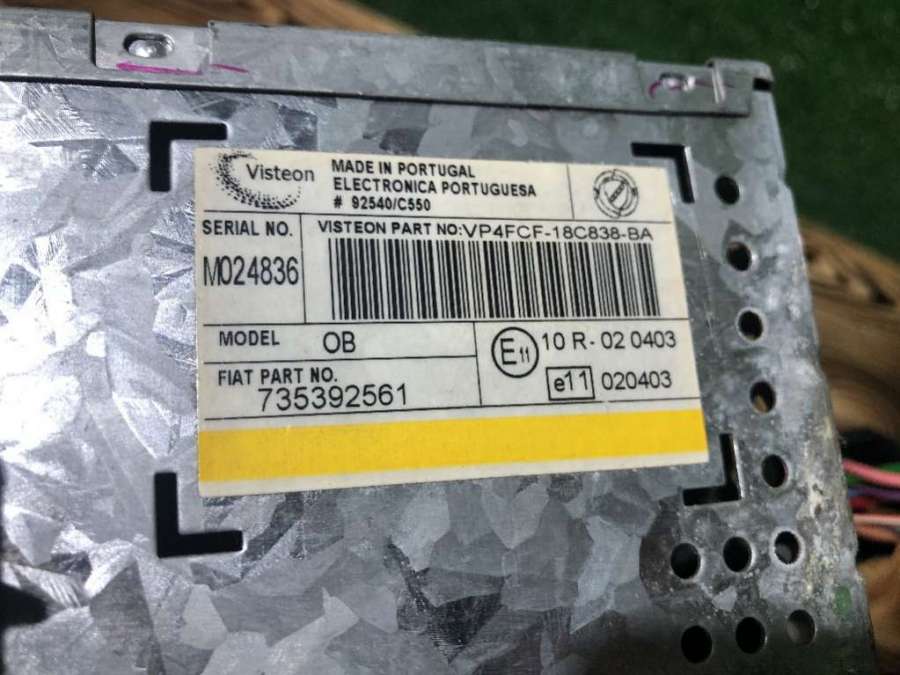 Visteon
MADE IN PORTUGAL
ELECTRONICA PORTUGUESA
# 92540/C550
SERIAL NO.
M024836
VISTEON PART NO:VP4FCF-18C838-BA
MODEL OB
E11 10 R - 02 0403
e11 020403
FIAT PART NO.
735392561